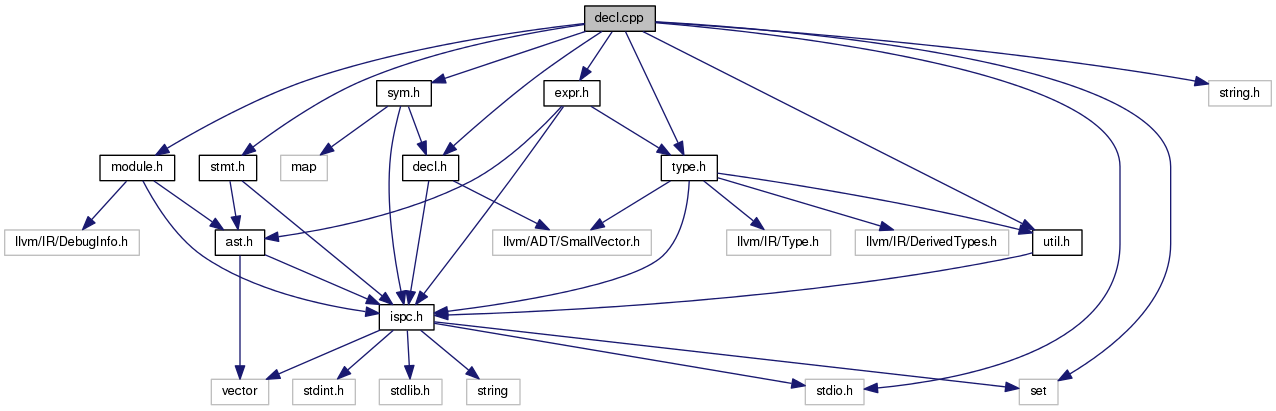 decl.cpp
sym.h
expr.h
string.h
module.h
stmt.h
map
decl.h
type.h
llvm/IR/DebugInfo.h
ast.h
llvm/ADT/SmallVector.h
llvm/IR/Type.h
llvm/IR/DerivedTypes.h
util.h
ispc.h
vector
stdint.h
stdlib.h
string
stdio.h
set